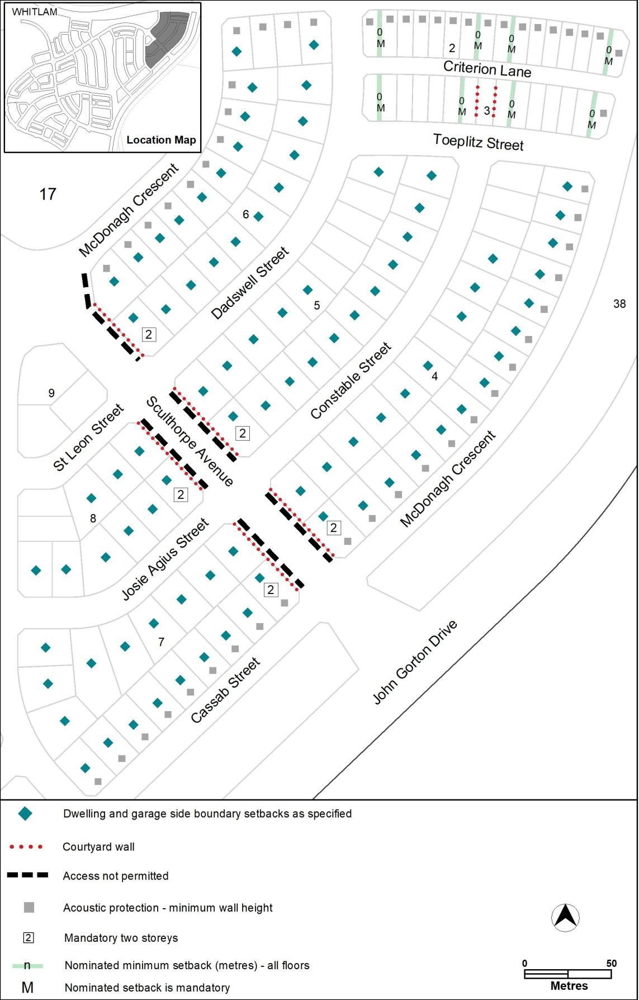 WHITLAM
Location Map
0
M
2
0
M
0
M
0
M
Criterion Lane
0
M
0
M
3
0
M
0
M
Toeplitz Street
17
McDonagh Crescent
6
Dadswell Street
5
38
2
Constable Street
4
9
St Leon Street
Sculthorpe Avenue
2
McDonagh Crescent
2
8
2
Josie Agius Street
2
7
John Gorton Drive
Cassab Street
Dwelling and garage side boundary setbacks as specified
Courtyard wall
Access not permitted
Acoustic protection - minimum wall height
2 Mandatory two storeys
n Nominated minimum setback (metres) - all floors
M Nominated setback is mandatory
0 50
Metres